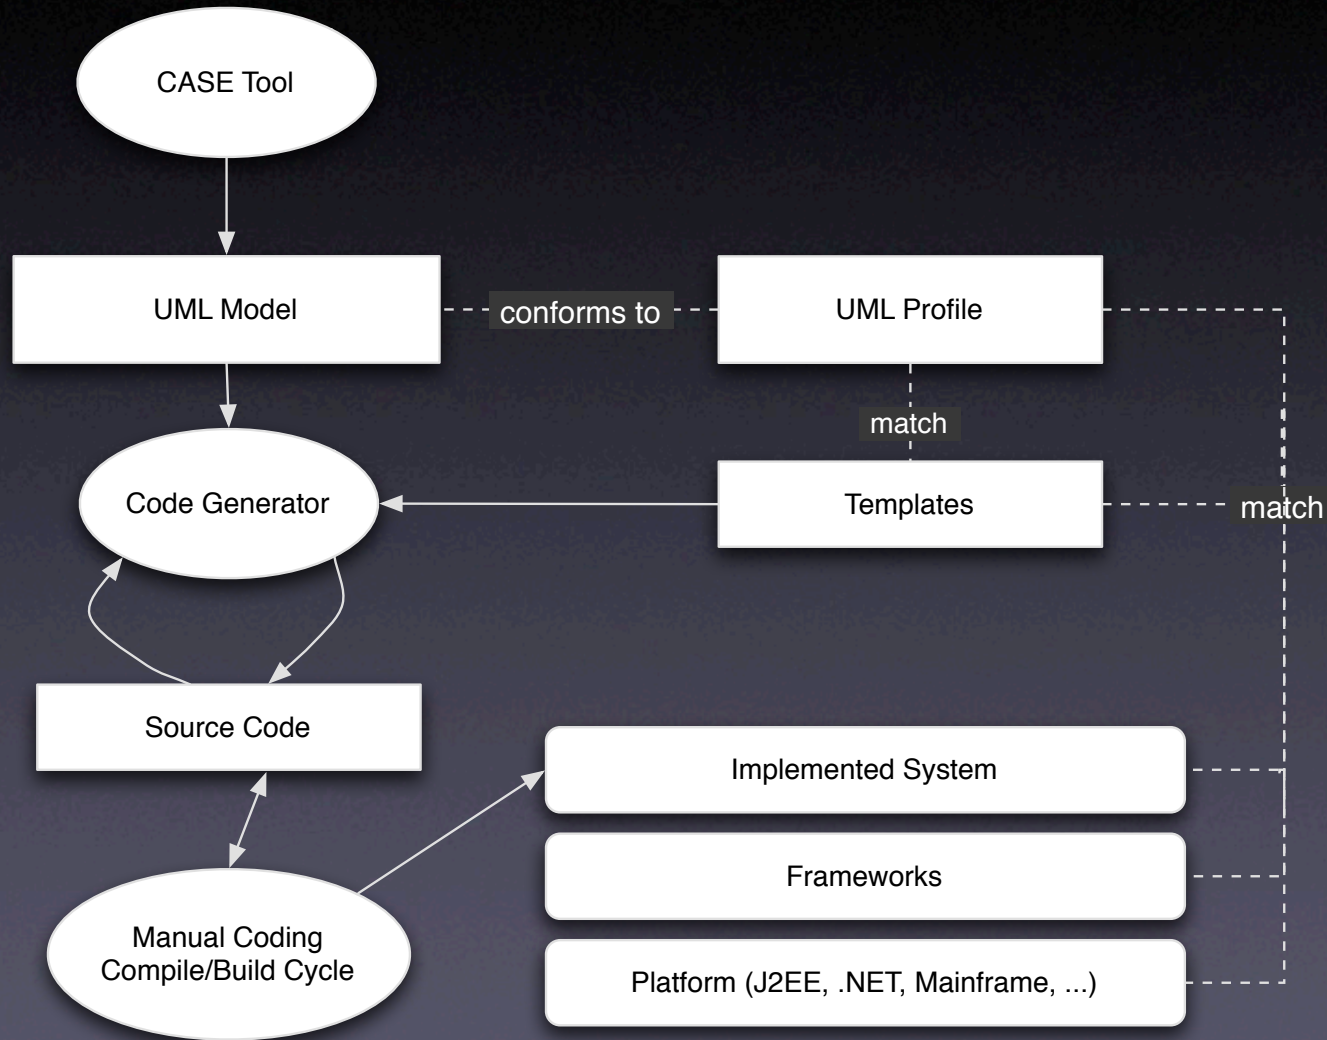 CASE Tool
UML Model
conforms to
UML Profile
match
Code Generator
Templates
match
Source Code
Implemented System
Frameworks
Manual Coding
Compile/Build Cycle
Platform (J2EE, .NET, Mainframe, ...)